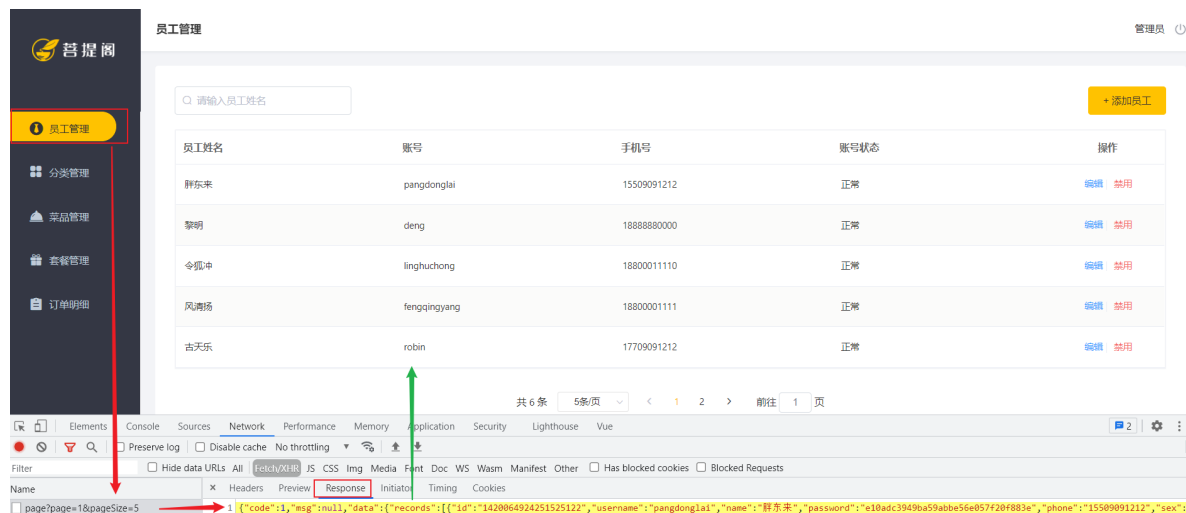 菩提阁
员工管理
管理员
请输入员工姓名
+ 添加员工
员工管理
分类管理
菜品管理
套餐管理
订单明细
员工姓名 账号 手机号 账号状态 操作
胖东来 pangdonglai 15509091212 正常 编辑 禁用
黎明 deng 18888880000 正常 编辑 禁用
令狐冲 linghuchong 18800011110 正常 编辑 禁用
风清扬 fengqingyang 18800001111 正常 编辑 禁用
古天乐 robin 17709091212 正常 编辑 禁用
共 6 条 5条/页 < 1 2 > 前往 1 页
Elements Console Sources Network Performance Memory Application Security Lighthouse Vue 2
Preserve log Disable cache No throttling
Filter Hide data URLs All Fetch/XHR JS CSS Img Media Font Doc WS Wasm Manifest Other Has blocked cookies Blocked Requests
Name × Headers Preview Response Initiator Timing Cookies
page?page=1&pageSize=5 1 {"code":1,"msg":null,"data":{"records":[{"id":"1420064924251525122","username":"pangdonglai","name":"胖东来","password":"e10adc3949ba59abbe56e057f20f883e","phone":"15509091212","sex":